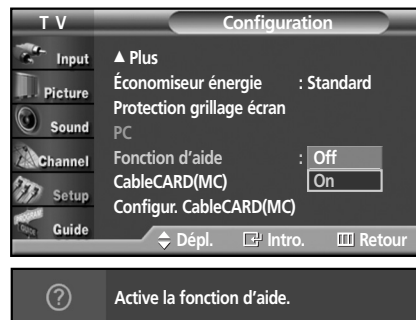 T V
Configuration
Input
Picture
Sound
Channel
Setup
Guide
▲ Plus
Économiseur énergie : Standard
Protection grillage écran
PC
Fonction d'aide : Off
On
CableCARD(MC)
Configur. CableCARD(MC)
Dépl. Intro. Retour
Active la fonction d'aide.